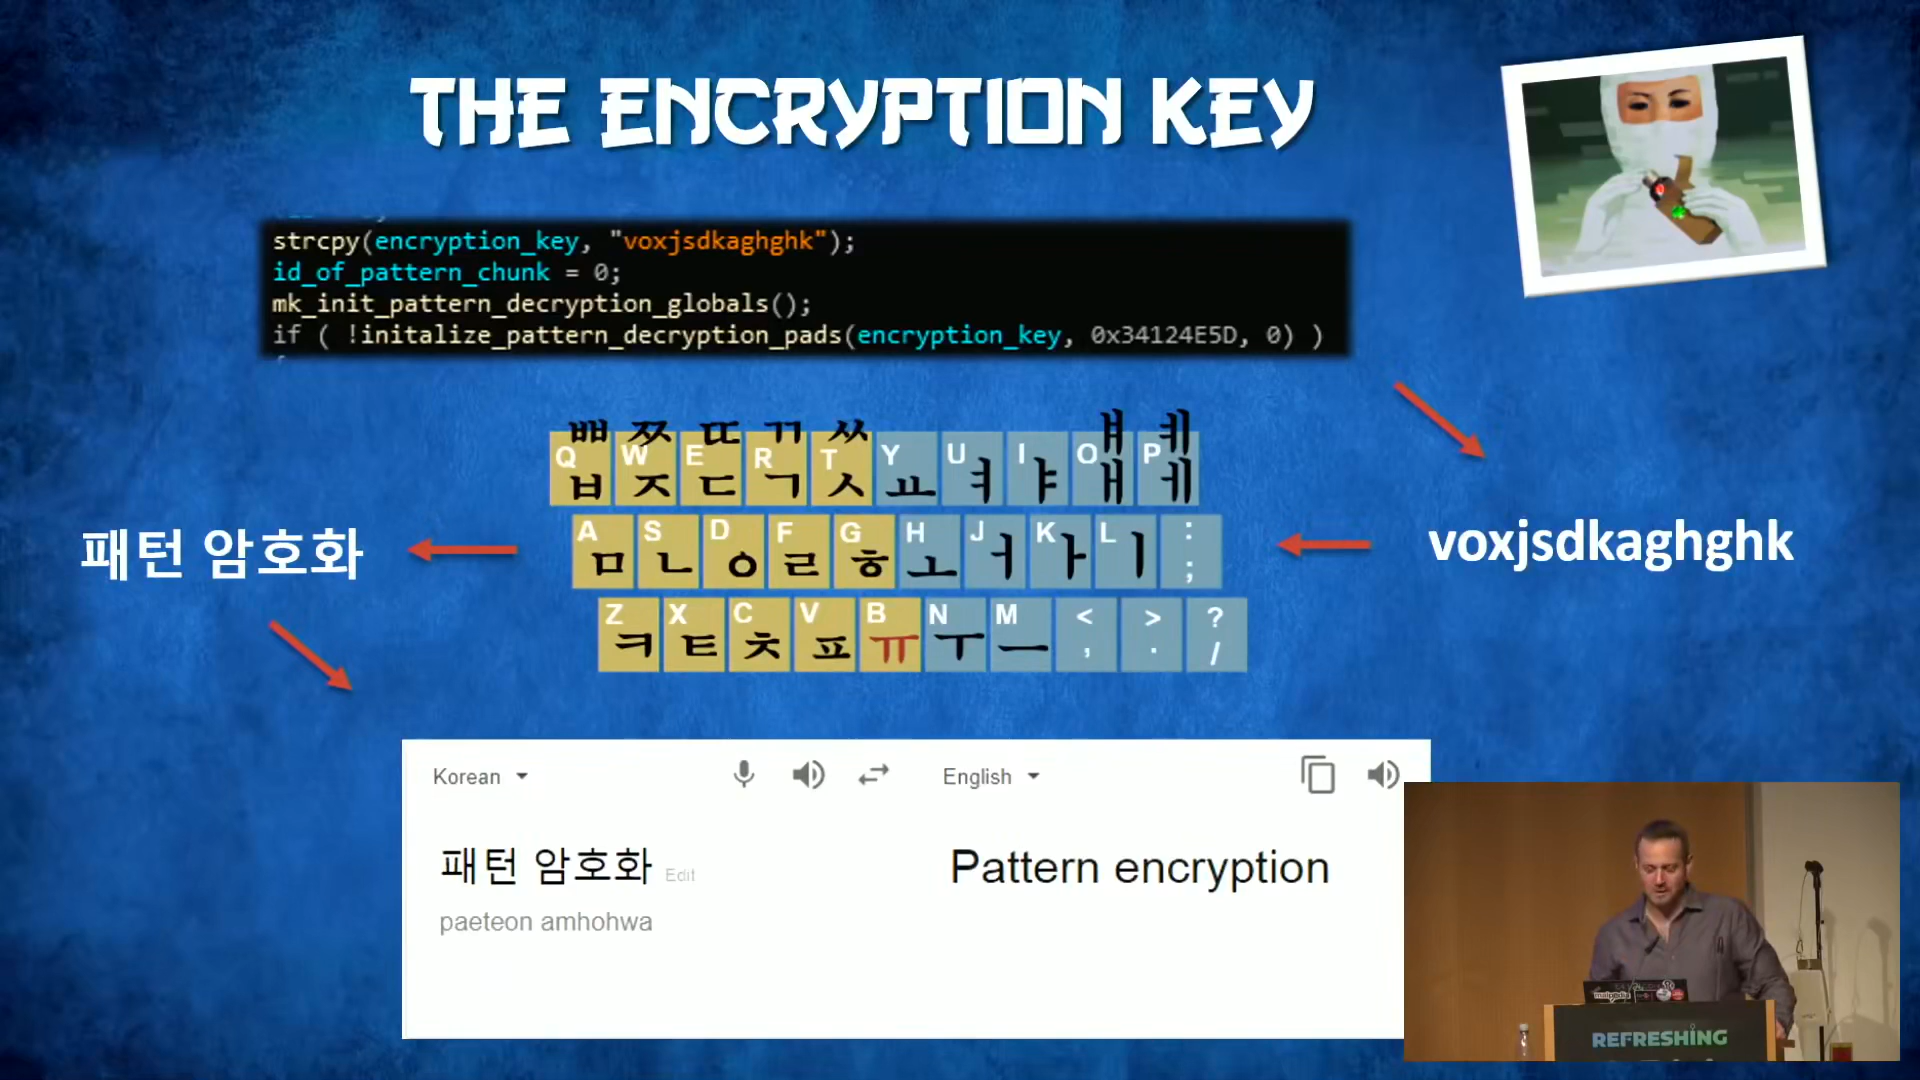 THE ENCRYPTION KEY
strcpy(encryption_key, "voxjsdkaghghk");
id_of_pattern_chunk = 0;
mk_init_pattern_decryption_globals();
if ( !initalize_pattern_decryption_pads(encryption_key, 0x34124E5D, 0) )
ㅃ ㅉ ㄸ ㄲ ㅆ ㅒ ㅖ
Q W E R T Y U I O P
ㅂ ㅈ ㄷ ㄱ ㅅ ㅛ ㅕ ㅑ ㅐ ㅔ
A S D F G H J K L :
ㅁ ㄴ ㅇ ㄹ ㅎ ㅗ ㅓ ㅏ ㅣ ;
Z X C V B N M < > ?
ㅋ ㅌ ㅊ ㅍ ㅠ ㅜ ㅡ , . /
voxjsdkaghghk
패턴 암호화
Korean
English
패턴 암호화 Edit
paeteon amhohwa
Pattern encryption
REFRESHING